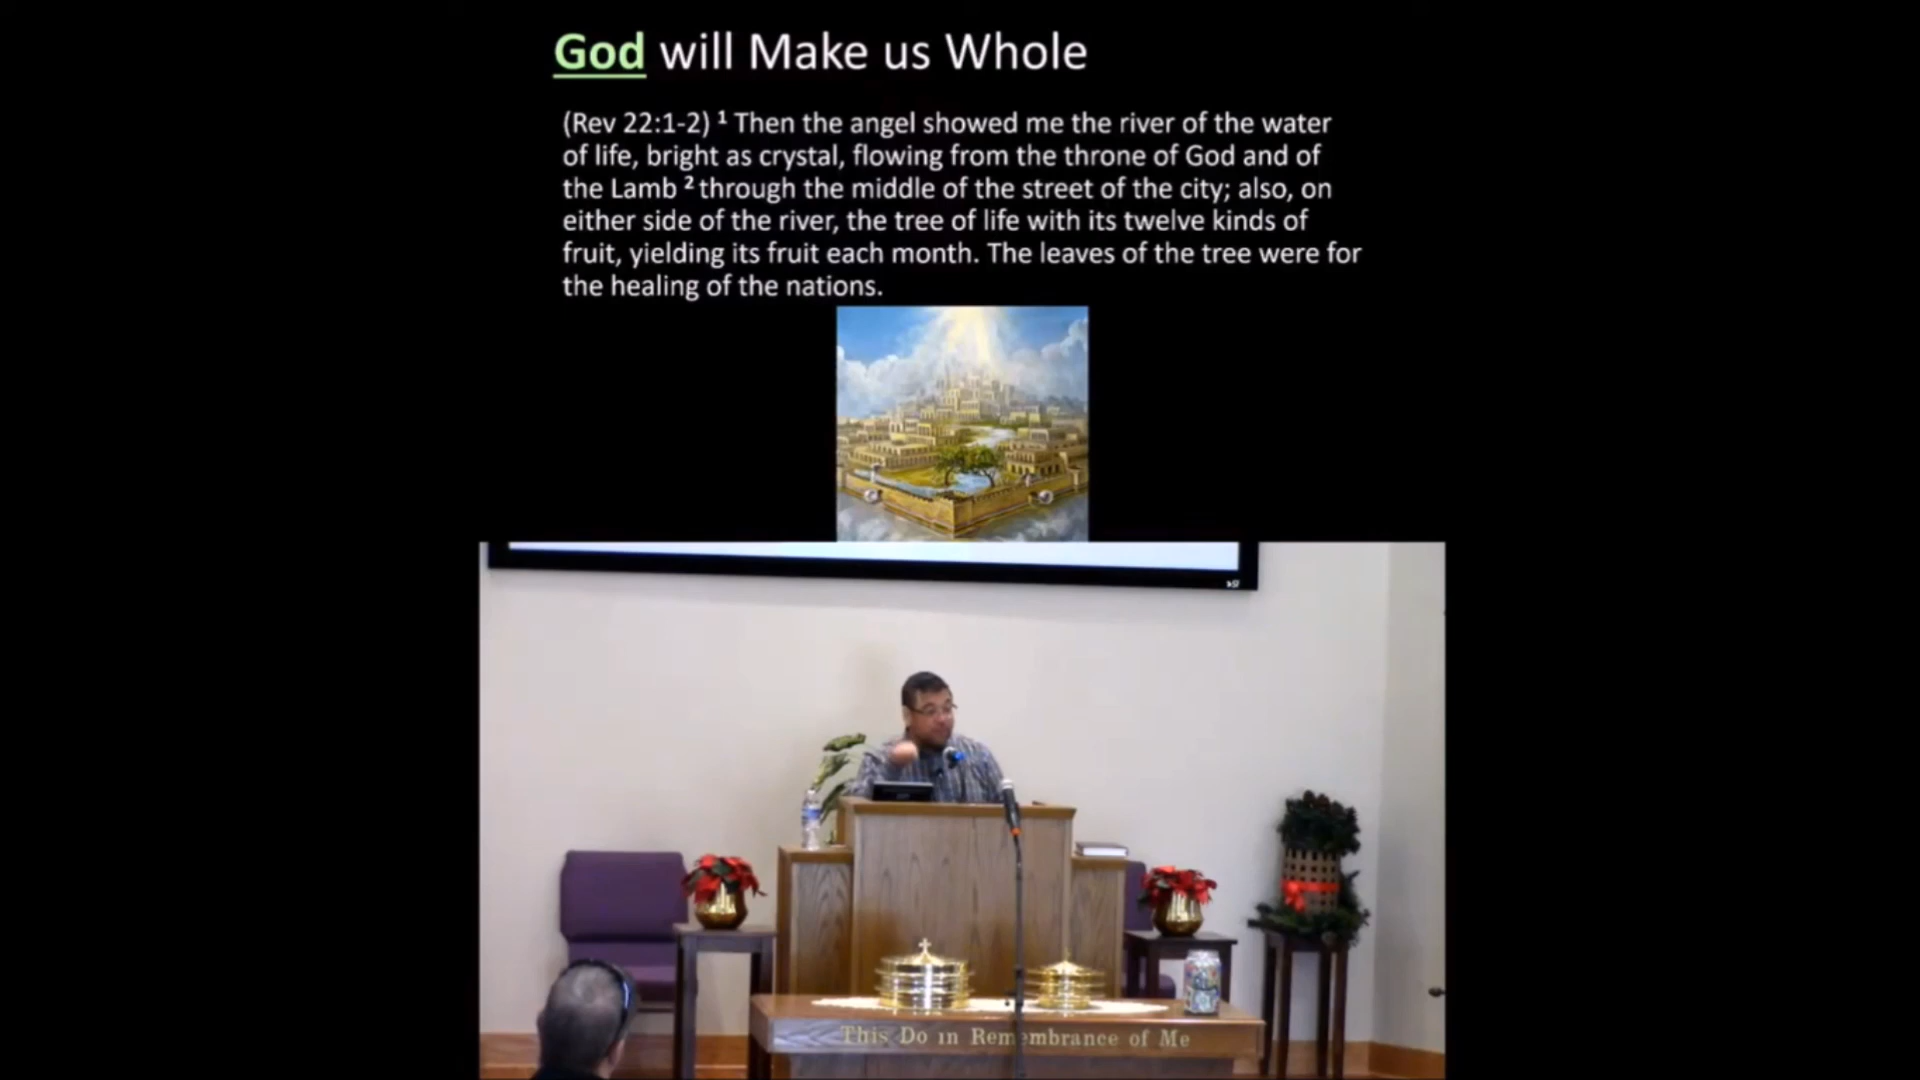 God will Make us Whole
(Rev 22:1-2) ¹ Then the angel showed me the river of the water
of life, bright as crystal, flowing from the throne of God and of
the Lamb ² through the middle of the street of the city; also, on
either side of the river, the tree of life with its twelve kinds of
fruit, yielding its fruit each month. The leaves of the tree were for
the healing of the nations.
This Do in Remembrance of Me